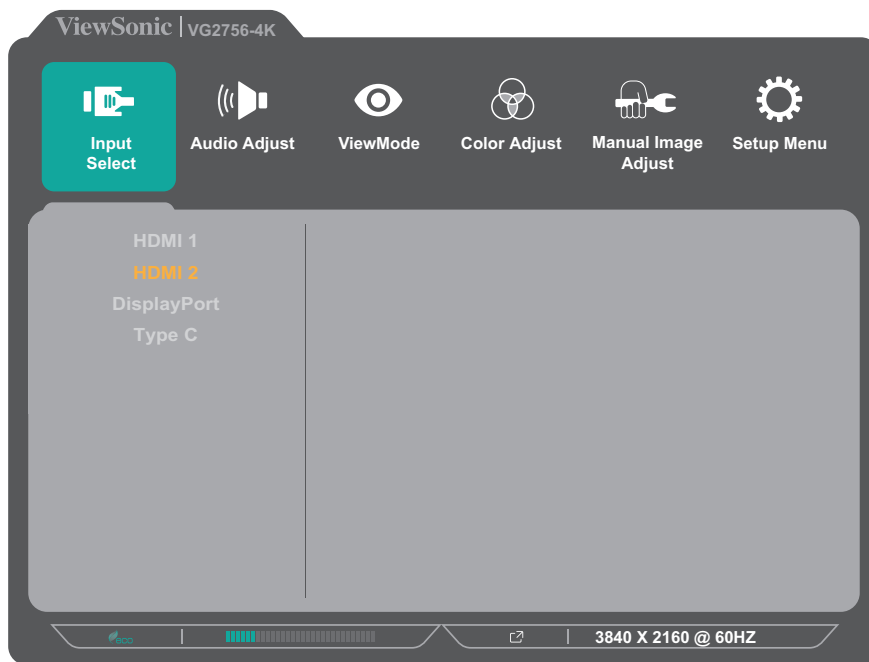 ViewSonic VG2756-4K
Input Select
Audio Adjust
ViewMode
Color Adjust
Manual Image Adjust
Setup Menu
HDMI 1
HDMI 2
DisplayPort
Type C
eco
3840 X 2160 @ 60HZ